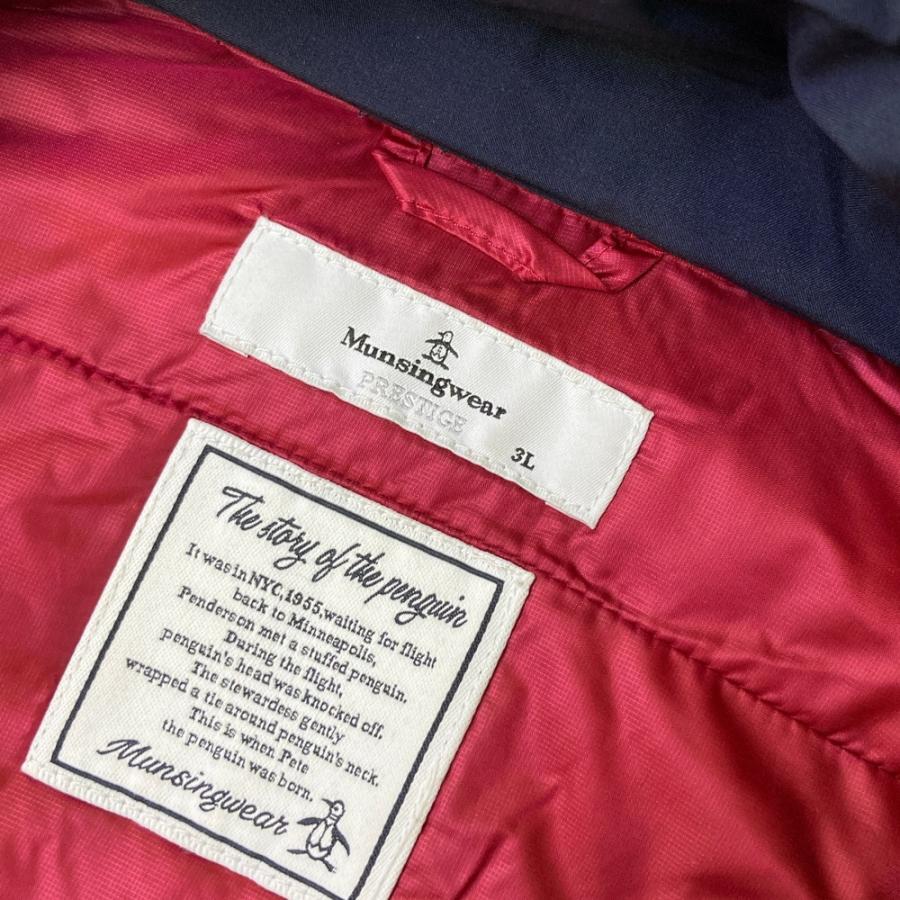 Munsingwear
PRESTIGE
3L
The story of the penguin
It was in NYC, 1955, waiting for flight
back to Minneapolis,
Penderson met a stuffed penguin.
During the flight,
penguin's head was knocked off.
The stewardess gently
wrapped a tie around penguin's neck.
This is when Pete
the penguin was born.
Munsingwear